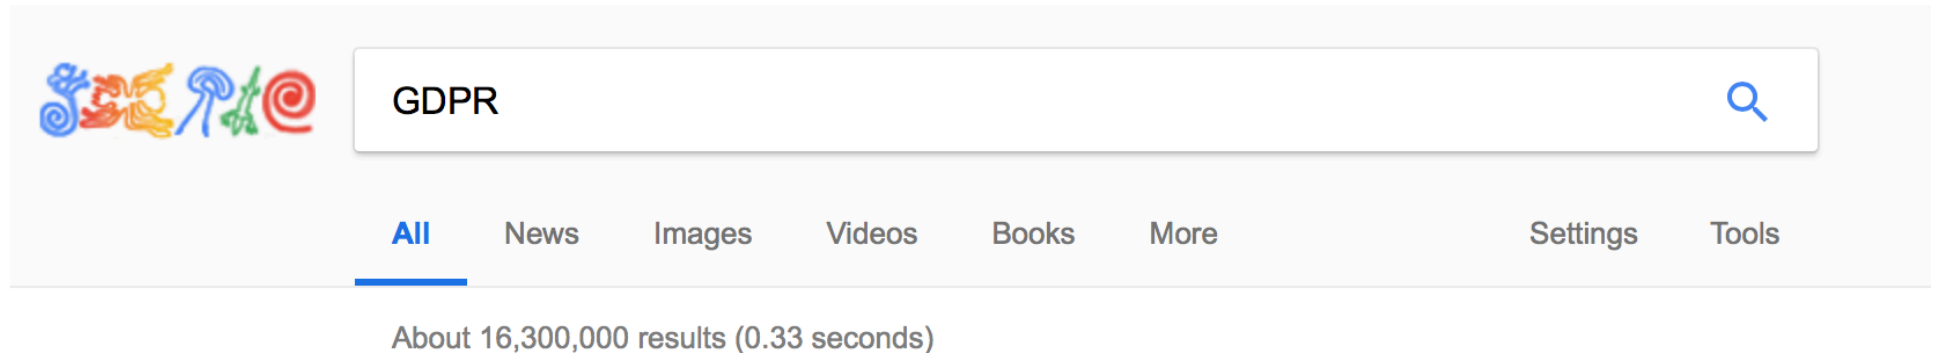 GDPR
All News Images Videos Books More Settings Tools
About 16,300,000 results (0.33 seconds)